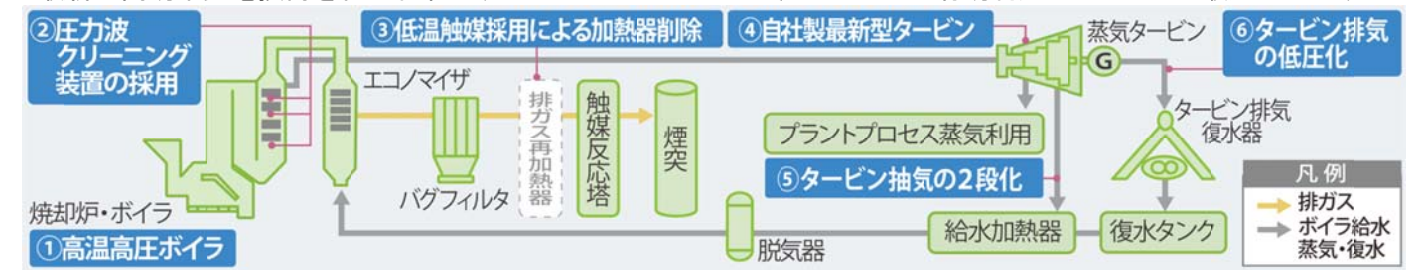 ②圧力波
クリーニング
装置の採用
③低温触媒採用による加熱器削除
④自社製最新型タービン
蒸気タービン
⑥タービン排気
の低圧化
G
エコノマイザ
排ガス再加熱器
触媒反応塔
煙突
プラントプロセス蒸気利用
タービン排気
復水器
⑤タービン抽気の2段化
バグフィルタ
凡例
排ガス
ボイラ給水
蒸気・復水
焼却炉・ボイラ
①高温高圧ボイラ
脱気器
給水加熱器
復水タンク